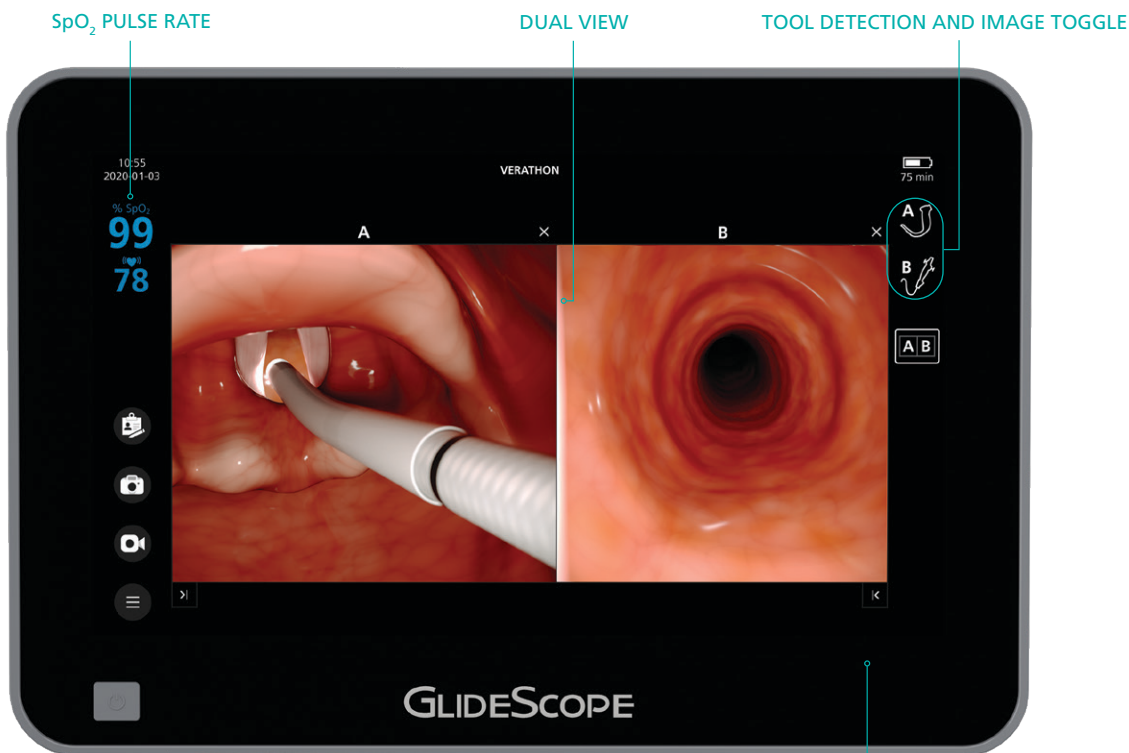 SpO₂ PULSE RATE
DUAL VIEW
TOOL DETECTION AND IMAGE TOGGLE
10:55
2020-01-03
VERATHON
75 min
% SpO₂
99
78
A
B
A
B
A B
GLIDESCOPE